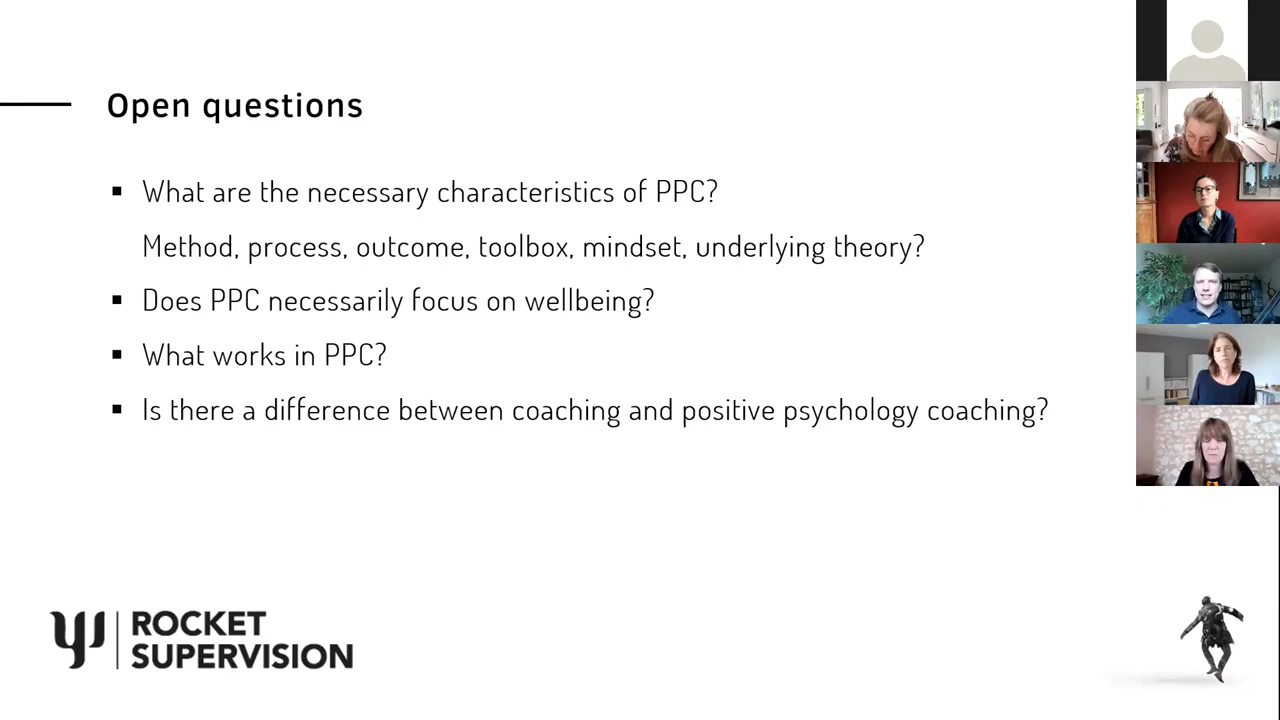 Open questions
▪ What are the necessary characteristics of PPC?
Method, process, outcome, toolbox, mindset, underlying theory?
▪ Does PPC necessarily focus on wellbeing?
▪ What works in PPC?
▪ Is there a difference between coaching and positive psychology coaching?
ROCKET
SUPERVISION